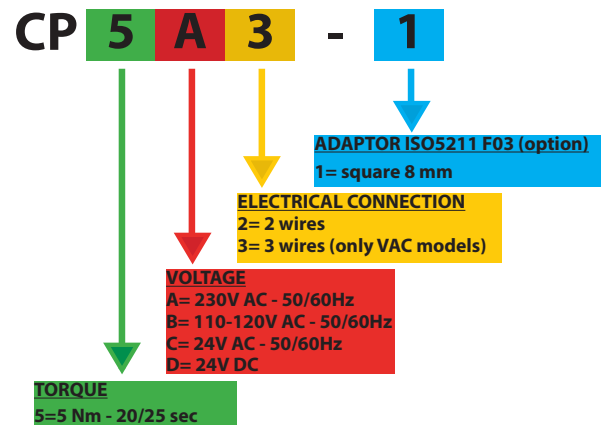 CP 5 A 3 - 1
ADAPTOR ISO5211 F03 (option)
1= square 8 mm
ELECTRICAL CONNECTION
2= 2 wires
3= 3 wires (only VAC models)
VOLTAGE
A= 230V AC - 50/60Hz
B= 110-120V AC - 50/60Hz
C= 24V AC - 50/60Hz
D= 24V DC
TORQUE
5=5 Nm - 20/25 sec